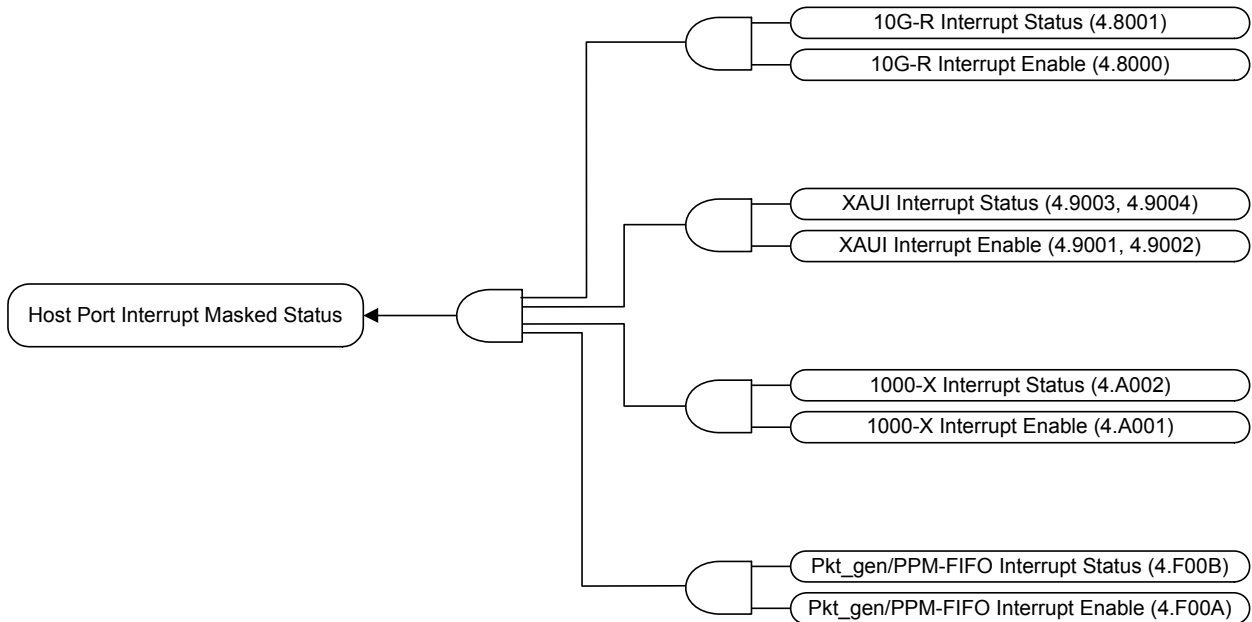 10G-R Interrupt Status (4.8001)
10G-R Interrupt Enable (4.8000)
XAUI Interrupt Status (4.9003, 4.9004)
XAUI Interrupt Enable (4.9001, 4.9002)
Host Port Interrupt Masked Status
1000-X Interrupt Status (4.A002)
1000-X Interrupt Enable (4.A001)
Pkt_gen/PPM-FIFO Interrupt Status (4.F00B)
Pkt_gen/PPM-FIFO Interrupt Enable (4.F00A)